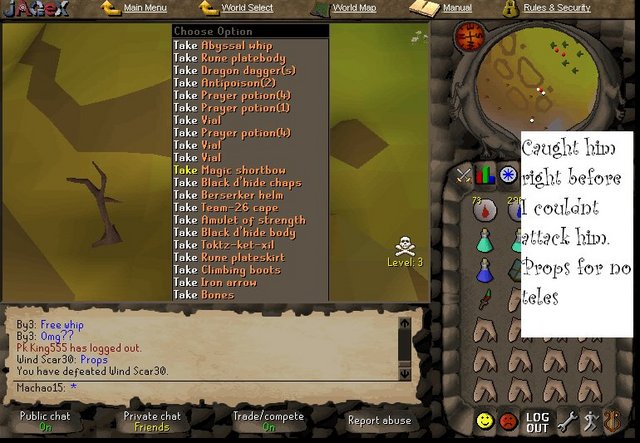 JAGEX
Main Menu
World Select
World Map
Manual
Rules & Security
Choose Option
Take Abyssal whip
Take Rune platebody
Take Dragon dagger(s)
Take Antipoison(2)
Take Prayer potion(4)
Take Prayer potion(1)
Take Vial
Take Prayer potion(4)
Take Vial
Take Vial
Take Magic shortbow
Take Black d'hide chaps
Take Berserker helm
Take Team-26 cape
Take Amulet of strength
Take Black d'hide body
Take Toktz-ket-xil
Take Rune plateskirt
Take Climbing boots
Take Iron arrow
Take Bones
Level: 3
Caught him
right before
I couldnt
attack him.
Props for no
teles
73
By3: Free whip
By3: Omg??
Pk King555 has logged out.
Wind Scar30: Props
You have defeated Wind Scar30.
Machao15: *
Public chat
On
Private chat
Friends
Trade/compete
On
Report abuse
LOG
OUT